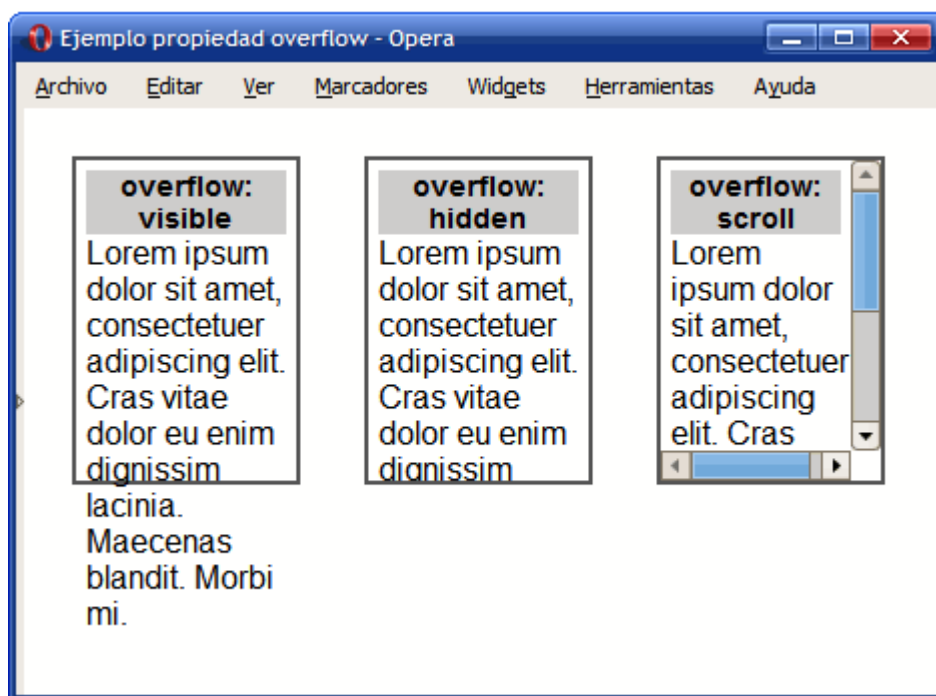 Ejemplo propiedad overflow - Opera
Archivo Editar Ver Marcadores Widgets Herramientas Ayuda
overflow:
visible
Lorem ipsum
dolor sit amet,
consectetuer
adipiscing elit.
Cras vitae
dolor eu enim
dignissim
lacinia.
Maecenas
blandit. Morbi
mi.
overflow:
hidden
Lorem ipsum
dolor sit amet,
consectetuer
adipiscing elit.
Cras vitae
dolor eu enim
dignissim
overflow:
scroll
Lorem
ipsum dolor
sit amet,
consectetuer
adipiscing
elit. Cras